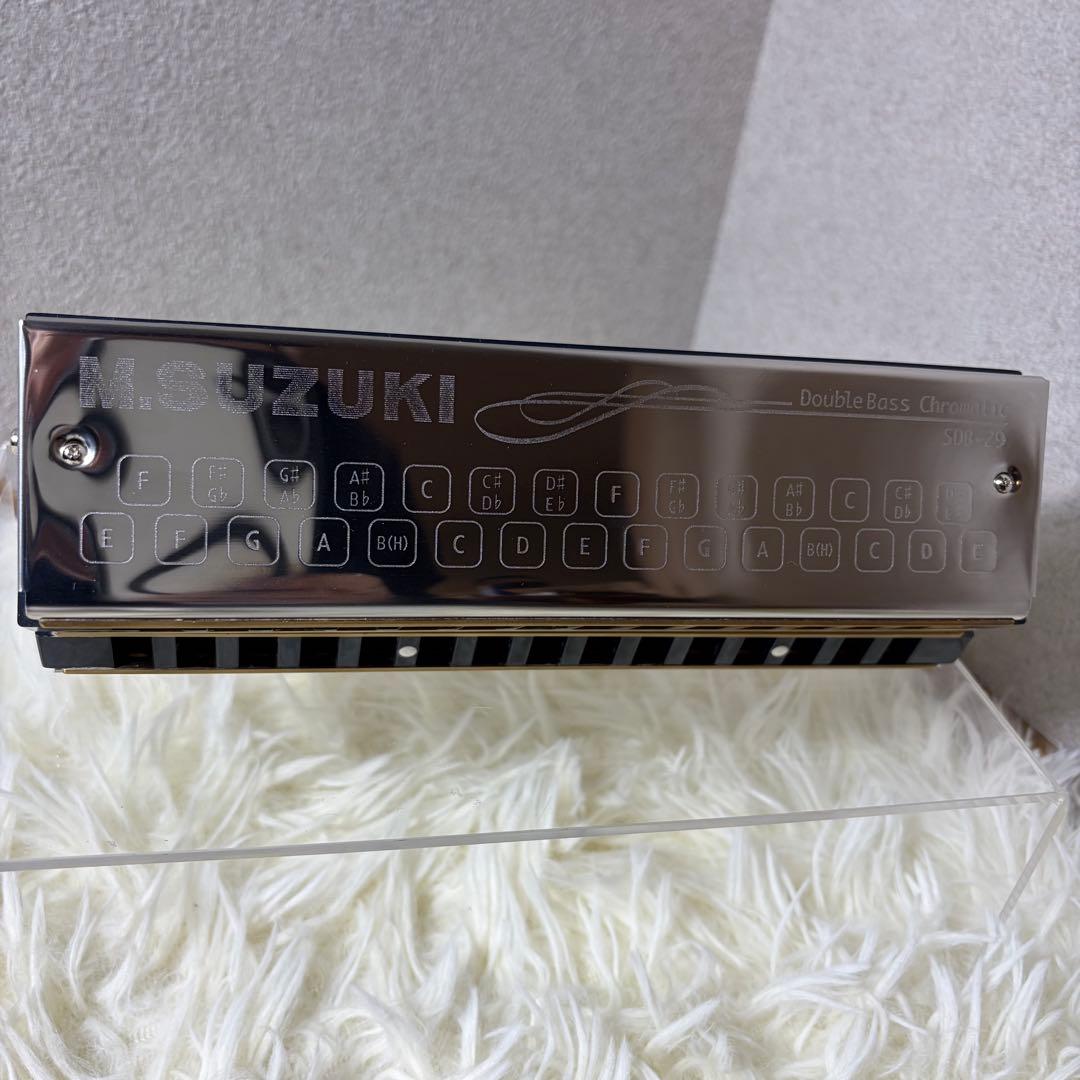 M.SUZUKI
Double Bass Chromatic
SDB-29
F F# G# A# C C# D# F F# G# A# C C# D#
G♭ A♭ B♭ D♭ E♭ G♭ A♭ B♭ D♭ E♭
E F G A B(H) C D E F G A B(H) C D E